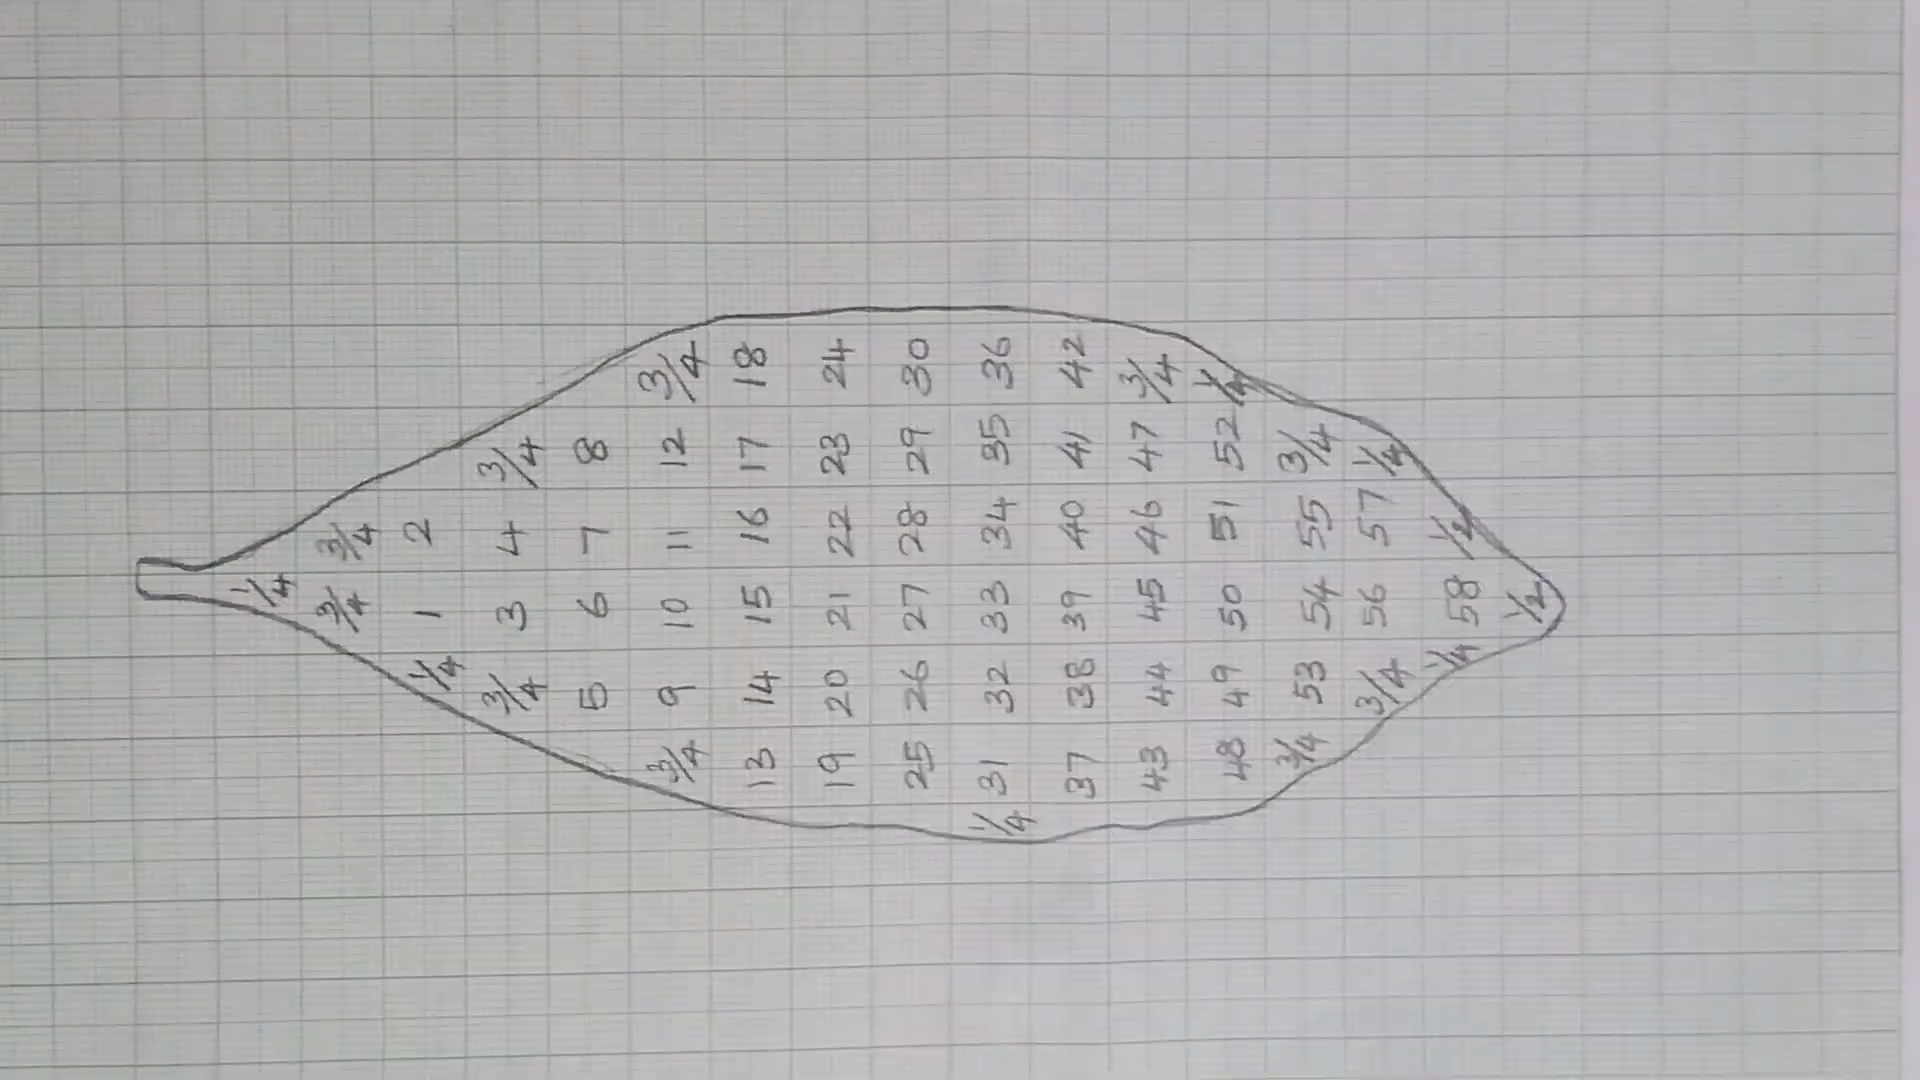 1/4
3/4 3/4
1/4 1 2
3/4 3 4 3/4
5 6 7 8
3/4 9 10 11 12 3/4
13 14 15 16 17 18
19 20 21 22 23 24
25 26 27 28 29 30
1/4 31 32 33 34 35 36
37 38 39 40 41 42
43 44 45 46 47 3/4
48 49 50 51 52 1/4
3/4 53 54 55 3/4
3/4 56 57 1/4
1/4 58 1/2
1/2